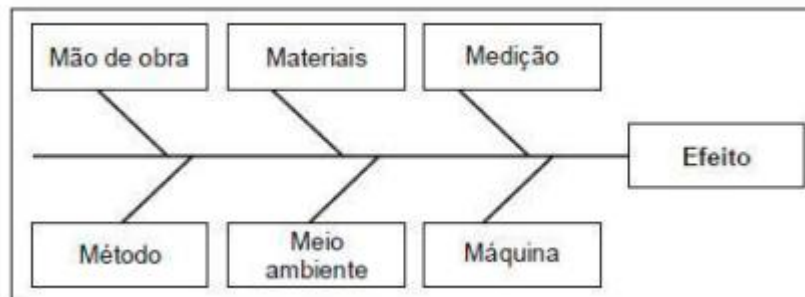 Mão de obra
Materiais
Medição
Efeito
Método
Meio
ambiente
Máquina